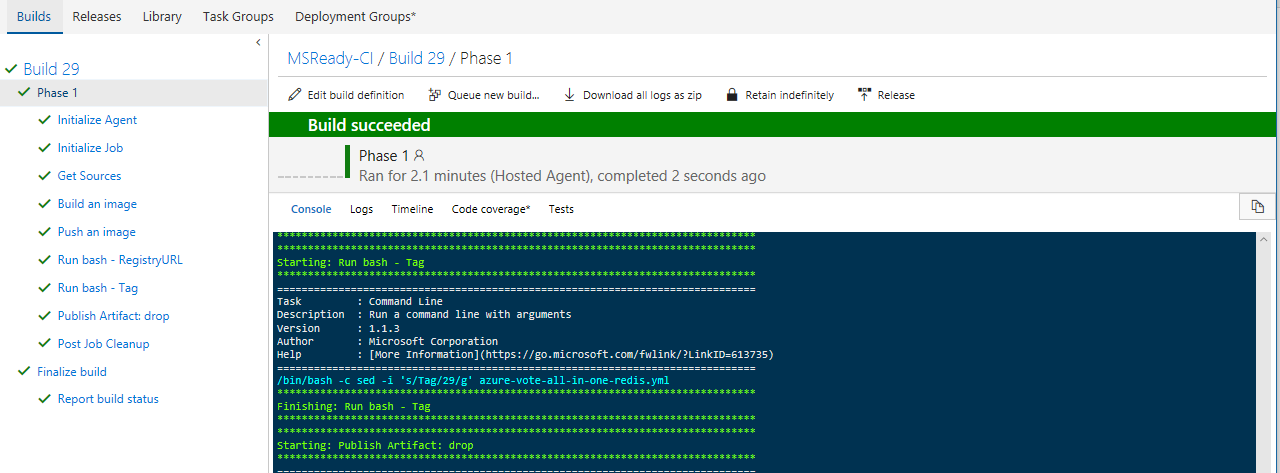 Builds Releases Library Task Groups Deployment Groups*
Build 29
Phase 1
Initialize Agent
Initialize Job
Get Sources
Build an image
Push an image
Run bash - RegistryURL
Run bash - Tag
Publish Artifact: drop
Post Job Cleanup
Finalize build
Report build status
MSReady-CI / Build 29 / Phase 1
Edit build definition Queue new build... Download all logs as zip Retain indefinitely Release
Build succeeded
Phase 1
Ran for 2.1 minutes (Hosted Agent), completed 2 seconds ago
Console Logs Timeline Code coverage* Tests
******************************************************************************
******************************************************************************
Starting: Run bash - Tag
******************************************************************************
==============================================================================
Task         : Command Line
Description  : Run a command line with arguments
Version      : 1.1.3
Author       : Microsoft Corporation
Help         : [More Information](https://go.microsoft.com/fwlink/?LinkID=613735)
==============================================================================
/bin/bash -c sed -i 's/Tag/29/g' azure-vote-all-in-one-redis.yml
******************************************************************************
Finishing: Run bash - Tag
******************************************************************************
******************************************************************************
Starting: Publish Artifact: drop
******************************************************************************
==============================================================================